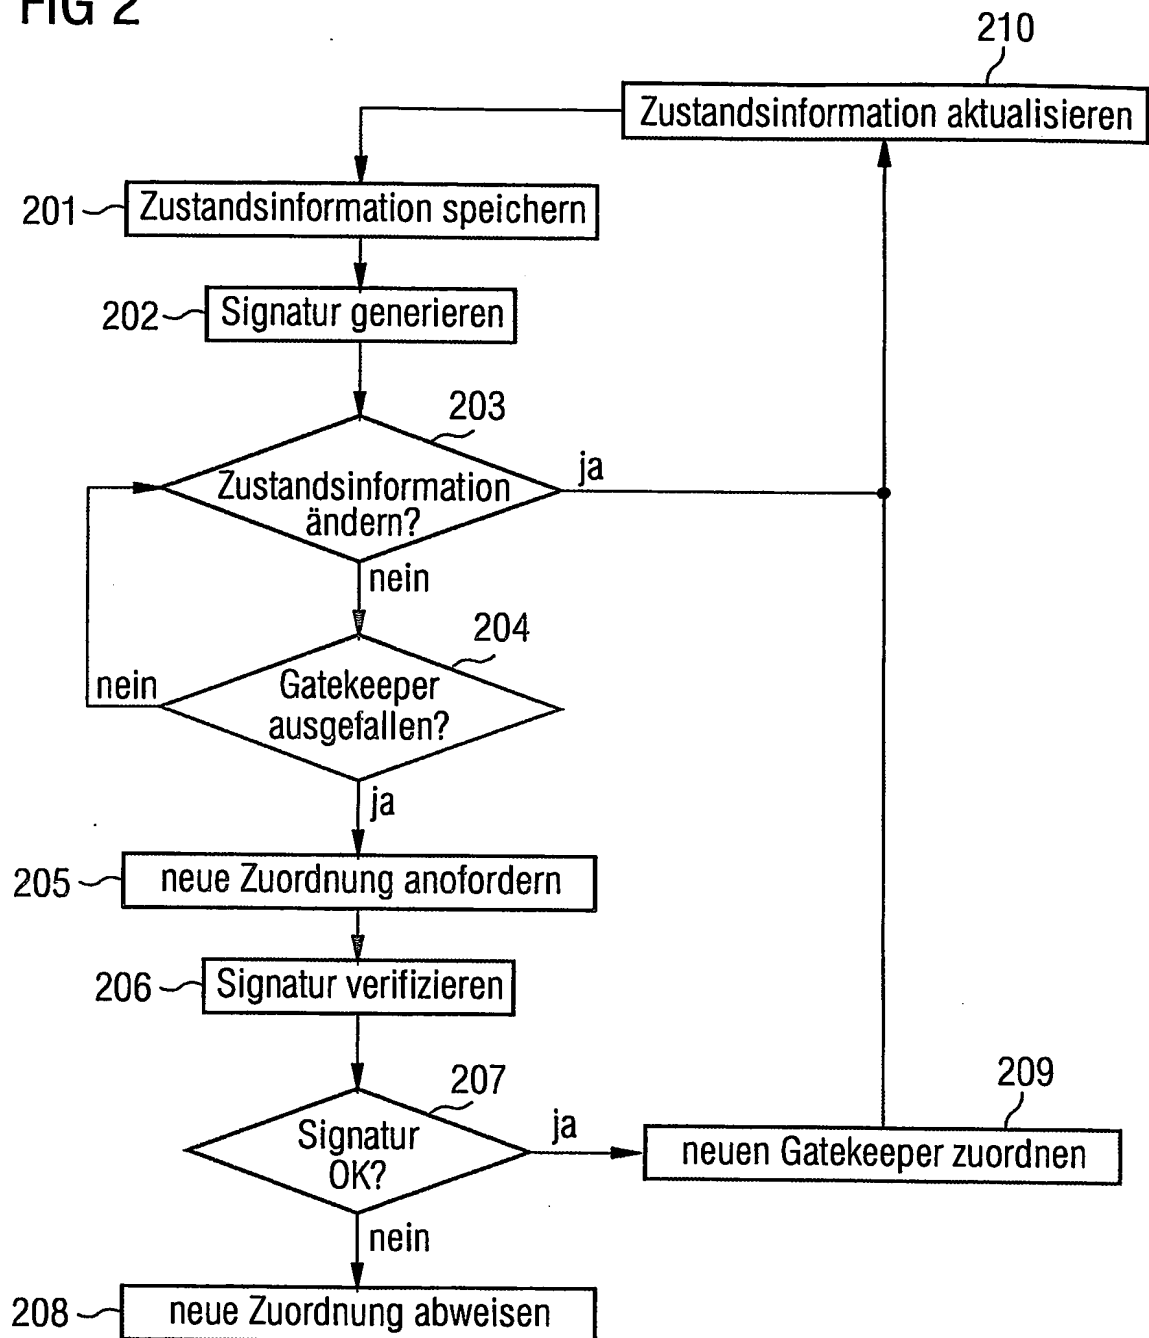 FIG 2
210
Zustandsinformation aktualisieren
201
Zustandsinformation speichern
202
Signatur generieren
203
Zustandsinformation
ändern?
ja
nein
204
Gatekeeper
ausgefallen?
nein
ja
205
neue Zuordnung anofordern
206
Signatur verifizieren
207
Signatur
OK?
ja
209
neuen Gatekeeper zuordnen
nein
208
neue Zuordnung abweisen